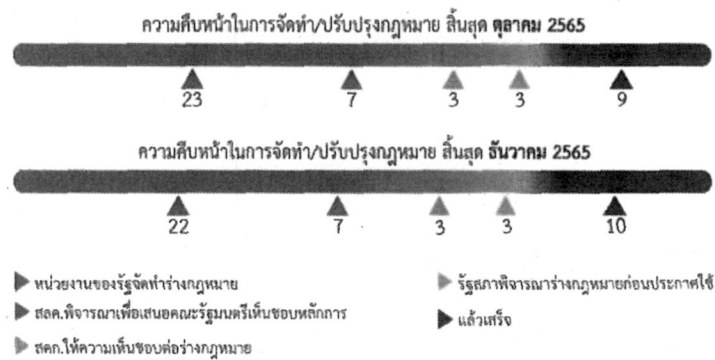 ความคืบหน้าในการจัดทำ/ปรับปรุงกฎหมาย สิ้นสุด ตุลาคม 2565
23 7 3 3 9
ความคืบหน้าในการจัดทำ/ปรับปรุงกฎหมาย สิ้นสุด ธันวาคม 2565
22 7 3 3 10
หน่วยงานของรัฐจัดทำร่างกฎหมาย
สลค.พิจารณาเพื่อเสนอคณะรัฐมนตรีเห็นชอบหลักการ
สคก.ให้ความเห็นชอบต่อร่างกฎหมาย
รัฐสภาพิจารณาร่างกฎหมายก่อนประกาศใช้
แล้วเสร็จ